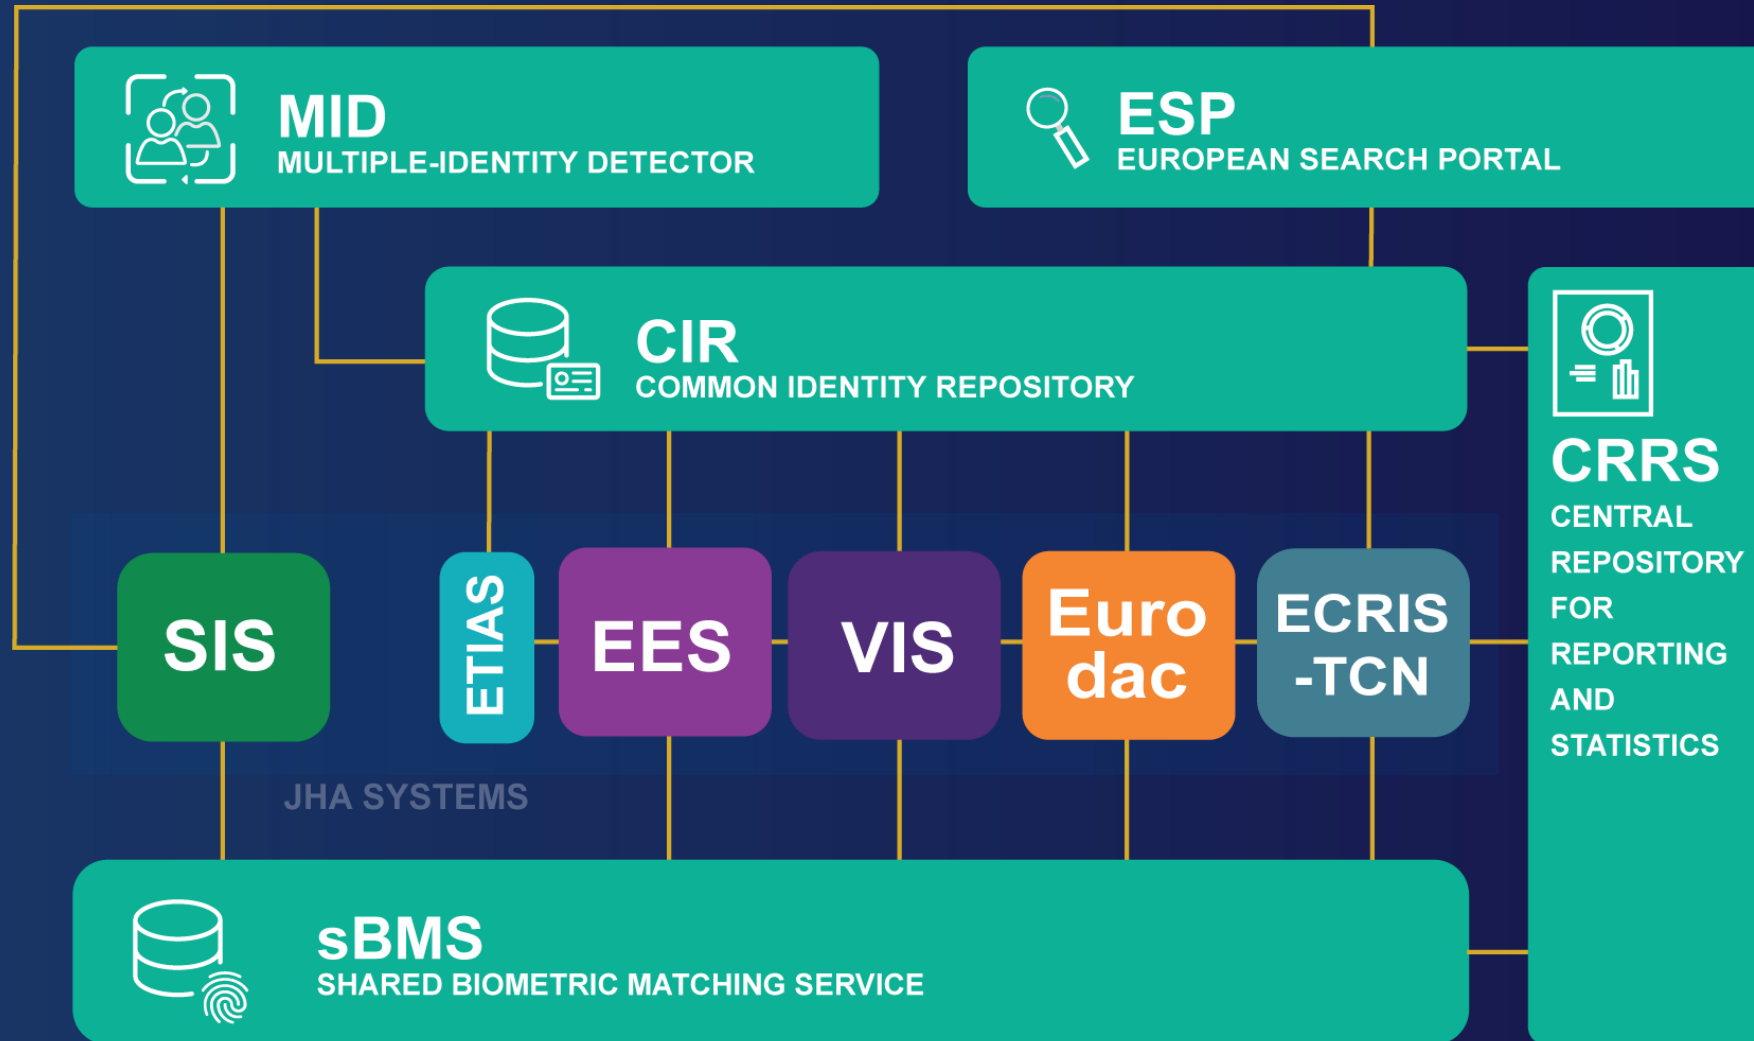 MID
MULTIPLE-IDENTITY DETECTOR
ESP
EUROPEAN SEARCH PORTAL
CIR
COMMON IDENTITY REPOSITORY
CRRS
CENTRAL
REPOSITORY
FOR
REPORTING
AND
STATISTICS
SIS
ETIAS
EES
VIS
Euro
dac
ECRIS
-TCN
JHA SYSTEMS
sBMS
SHARED BIOMETRIC MATCHING SERVICE